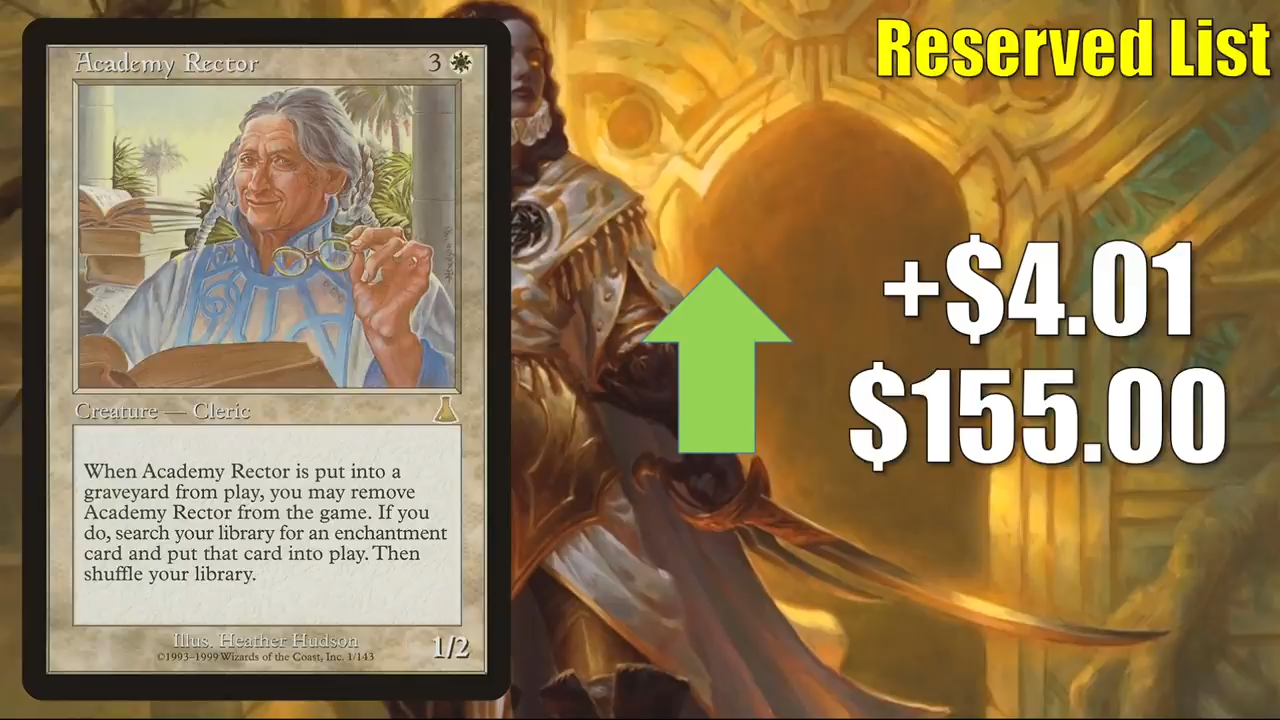 Academy Rector 3
Creature — Cleric
When Academy Rector is put into a
graveyard from play, you may remove
Academy Rector from the game. If you
do, search your library for an enchantment
card and put that card into play. Then
shuffle your library.
Illus. Heather Hudson
©1993–1999 Wizards of the Coast, Inc. 1/143
1/2
Reserved List
+$4.01
$155.00